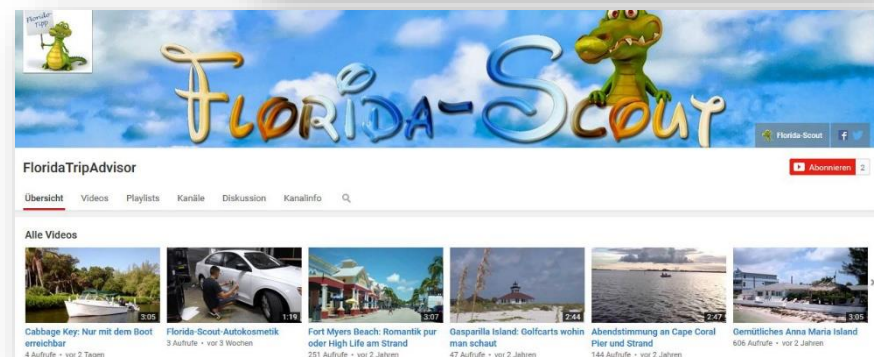 Florida
Tipp
FLORIDA-SCOUT
Florida-Scout
FloridaTripAdvisor
Abonnieren 2
Übersicht Videos Playlists Kanäle Diskussion Kanalinfo
Alle Videos
3:05 1:19 3:07 2:44 2:47 3:05
Cabbage Key: Nur mit dem Boot erreichbar
4 Aufrufe • vor 2 Tagen
Florida-Scout-Autokosmetik
3 Aufrufe • vor 3 Wochen
Fort Myers Beach: Romantik pur
oder High Life am Strand
251 Aufrufe • vor 2 Jahren
Gasparilla Island: Golfcarts wohin
man schaut
47 Aufrufe • vor 2 Jahren
Abendstimmung an Cape Coral
Pier und Strand
144 Aufrufe • vor 2 Jahren
Gemütliches Anna Maria Island
606 Aufrufe • vor 2 Jahren